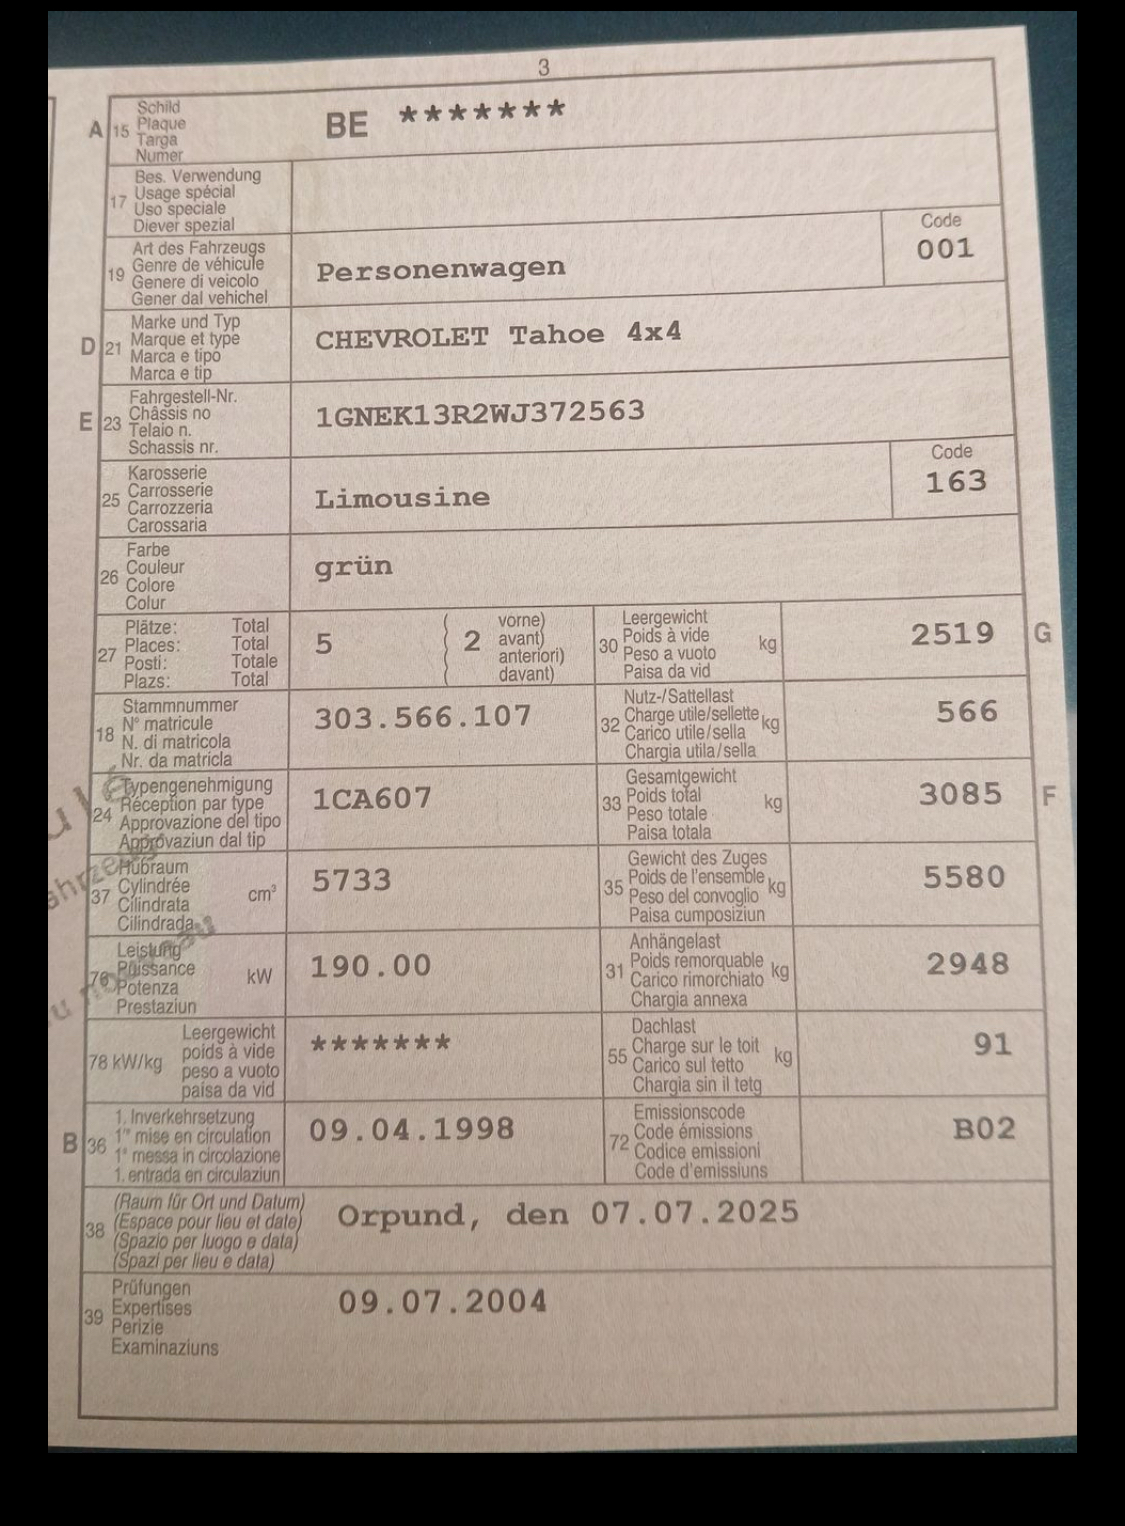 3
A 15 Schild
Plaque
Targa
Numer
BE *******
17 Bes. Verwendung
Usage spécial
Uso speciale
Diever spezial
19 Art des Fahrzeugs
Genre de véhicule
Genere di veicolo
Gener dal vehichel
Personenwagen
Code
001
D 21 Marke und Typ
Marque et type
Marca e tipo
Marca e tip
CHEVROLET Tahoe 4x4
E 23 Fahrgestell-Nr.
Châssis no
Telaio n.
Schassis nr.
1GNEK13R2WJ372563
25 Karosserie
Carrosserie
Carrozzeria
Carossaria
Limousine
Code
163
26 Farbe
Couleur
Colore
Colur
grün
27 Plätze: Total
Places: Total
Posti: Totale
Plazs: Total
5
( 2 vorne)
avant)
anteriori)
davant)
30 Leergewicht
Poids à vide
Peso a vuoto
Paisa da vid
kg
2519 G
18 Stammnummer
N° matricule
N. di matricola
Nr. da matricla
303.566.107
32 Nutz-/Sattellast
Charge utile/sellette
Carico utile/sella
Chargia utila/sella
kg
566
24 Typengenehmigung
Réception par type
Approvazione del tipo
Approvaziun dal tip
1CA607
33 Gesamtgewicht
Poids total
Peso totale
Paisa totala
kg
3085 F
37 Hubraum
Cylindrée
Cilindrata
Cilindrada
cm³
5733
35 Gewicht des Zuges
Poids de l'ensemble
Peso del convoglio
Paisa cumposiziun
kg
5580
76 Leistung
Puissance
Potenza
Prestaziun
kW
190.00
31 Anhängelast
Poids remorquable
Carico rimorchiato
Chargia annexa
kg
2948
78 kW/kg Leergewicht
poids à vide
peso a vuoto
paisa da vid
*******
55 Dachlast
Charge sur le toit
Carico sul tetto
Chargia sin il tetg
kg
91
B 36 1. Inverkehrsetzung
1re mise en circulation
1a messa in circolazione
1. entrada en circulaziun
09.04.1998
72 Emissionscode
Code émissions
Codice emissioni
Code d'emissiuns
B02
38 (Raum für Ort und Datum)
(Espace pour lieu et date)
(Spazio per luogo e data)
(Spazi per lieu e data)
Orpund, den 07.07.2025
39 Prüfungen
Expertises
Perizie
Examinaziuns
09.07.2004